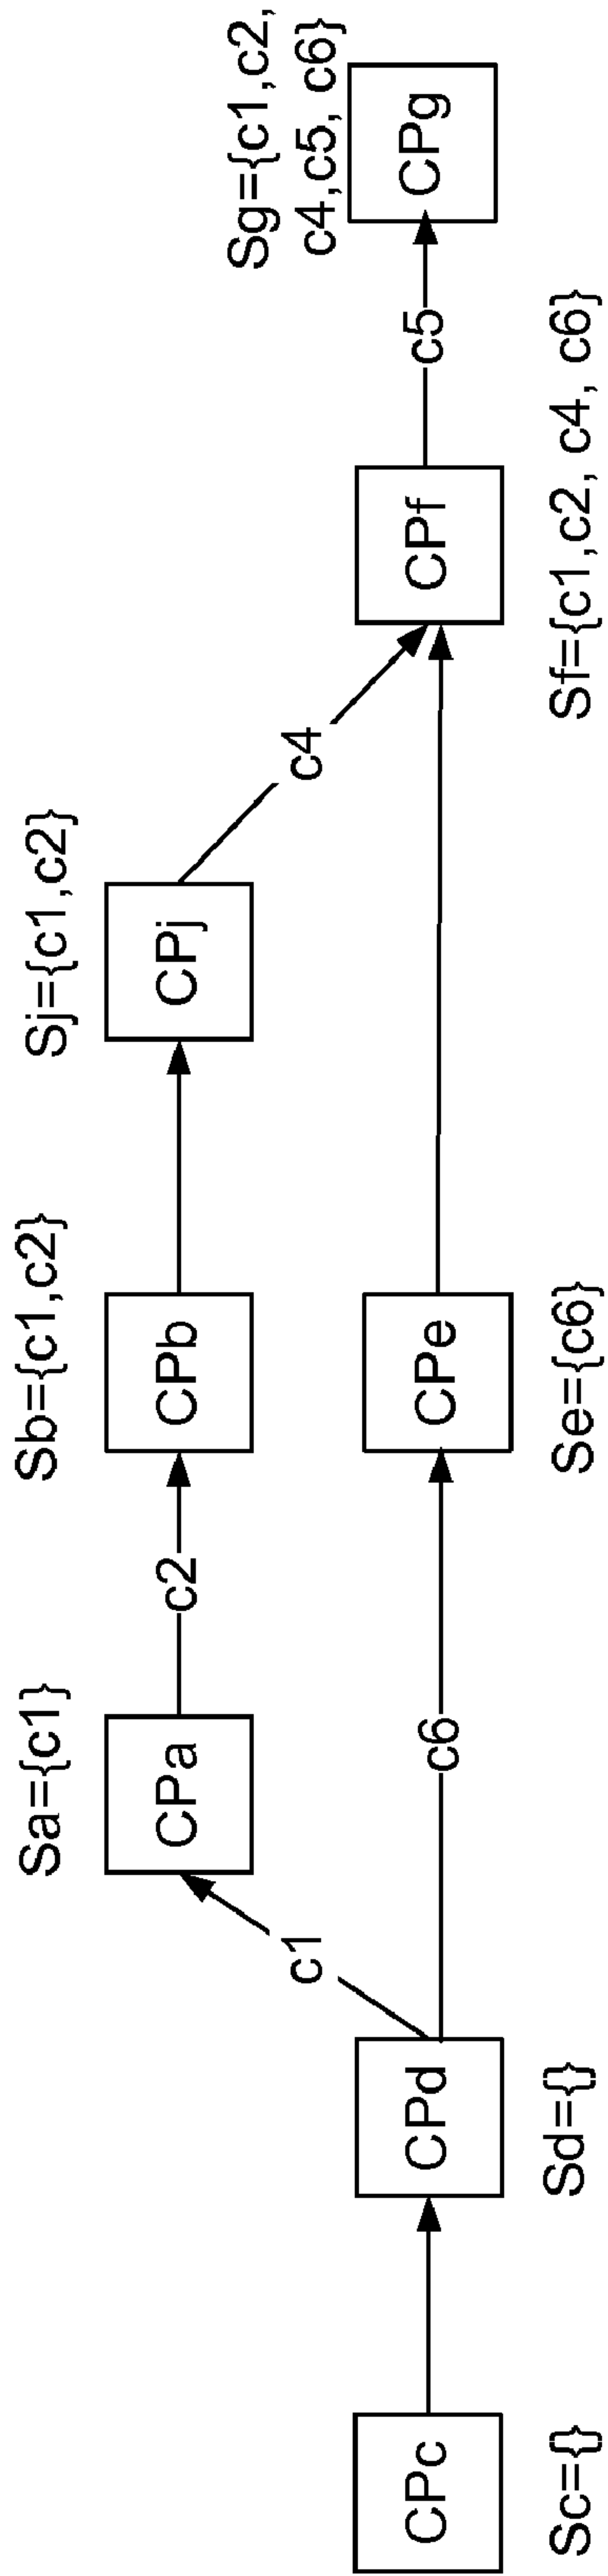 Sa={c1}
Sb={c1,c2}
Sj={c1,c2}
Sg={c1,c2,
c4,c5, c6}
CPa
c2
CPb
CPj
c1
c4
CPc
CPd
c6
CPe
CPf
c5
CPg
Sc={}
Sd={}
Se={c6}
Sf={c1,c2, c4, c6}